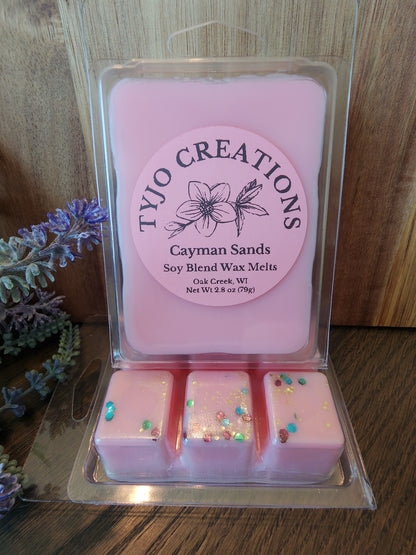 TYJO CREATIONS
Cayman Sands
Soy Blend Wax Melts
Oak Creek, WI
Net Wt 2.8 oz (79g)